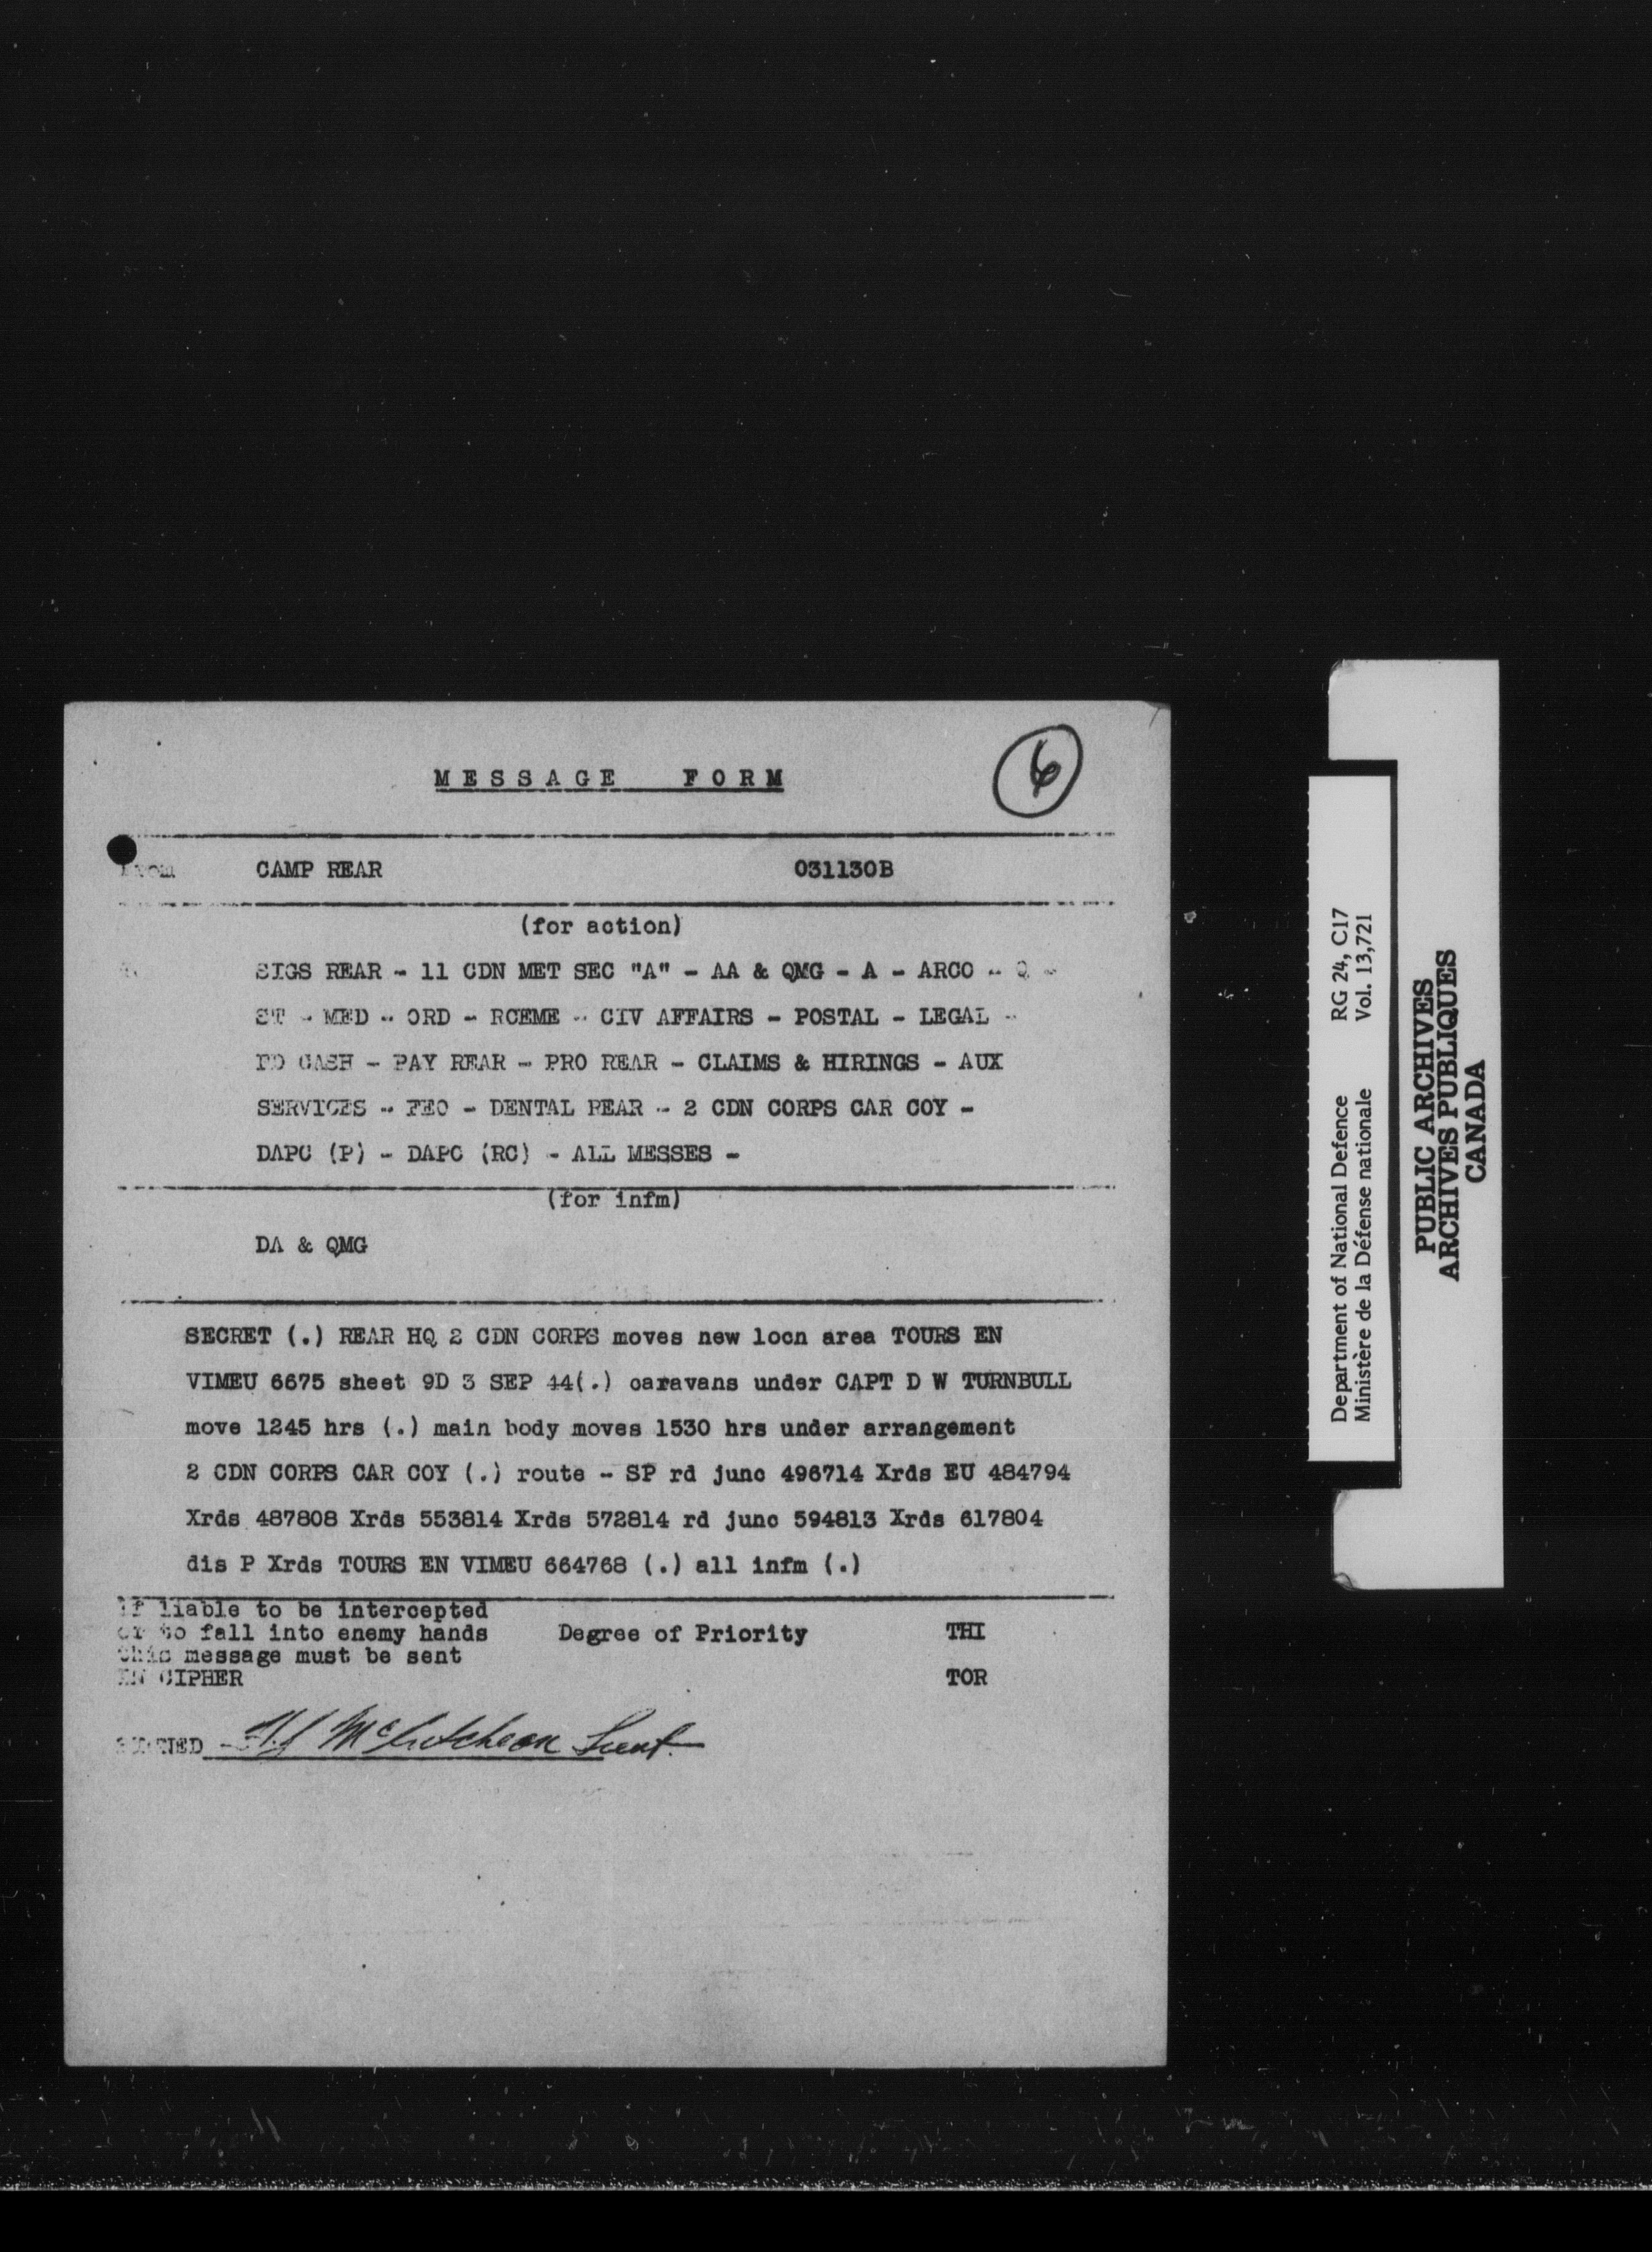 MESSAGE FORM
6
From CAMP REAR 031130B
(for action)
SIGS REAR - 11 CDN MET SEC "A" - AA & QMG - A - ARCO - Q -
ST - MED - ORD - RCEME - CIV AFFAIRS - POSTAL - LEGAL -
FD CASH - PAY REAR - PRO REAR - CLAIMS & HIRINGS - AUX
SERVICES - FEO - DENTAL REAR - 2 CDN CORPS CAR COY -
DAPC (P) - DAPC (RC) - ALL MESSES -
(for infm)
DA & QMG
SECRET (.) REAR HQ 2 CDN CORPS moves new locn area TOURS EN
VIMEU 6675 sheet 9D 3 SEP 44(.) caravans under CAPT D W TURNBULL
move 1245 hrs (.) main body moves 1530 hrs under arrangement
2 CDN CORPS CAR COY (.) route - SP rd junc 496714 Xrds EU 484794
Xrds 487808 Xrds 553814 Xrds 572814 rd junc 594813 Xrds 617804
dis P Xrds TOURS EN VIMEU 664768 (.) all infm (.)
If liable to be intercepted
or to fall into enemy hands Degree of Priority THI
this message must be sent
IN CIPHER TOR
SIGNED - McCutcheon Lieut.
Department of National Defence RG 24, C17
Ministère de la Défense nationale Vol. 13,721
PUBLIC ARCHIVES
ARCHIVES PUBLIQUES
CANADA